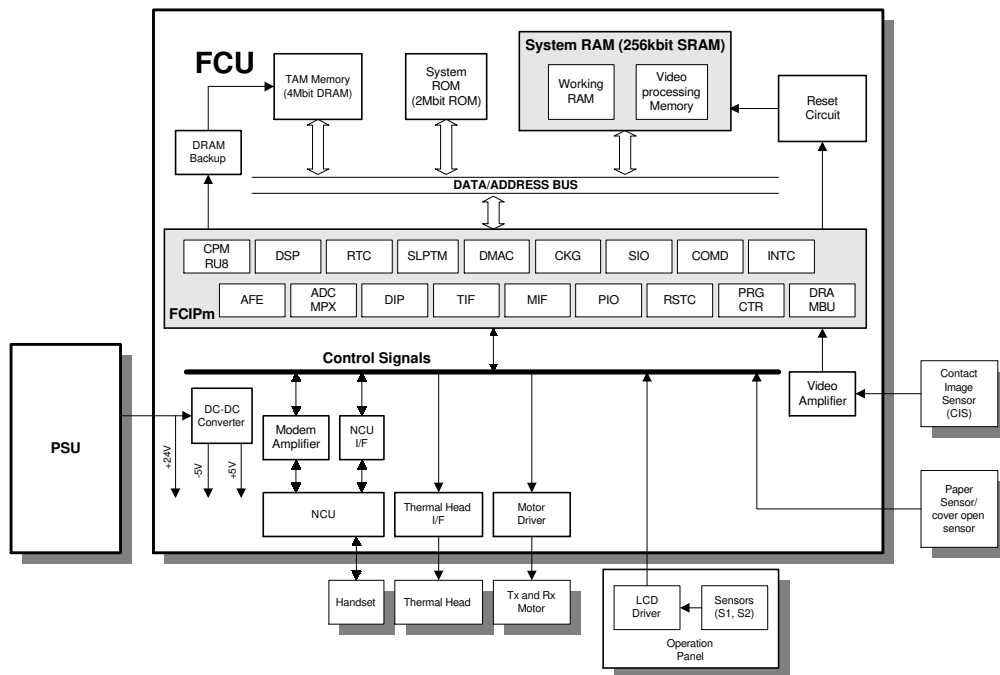 FCU
TAM Memory
(4Mbit DRAM)
System
ROM
(2Mbit ROM)
System RAM (256kbit SRAM)
Working
RAM
Video
processing
Memory
Reset
Circuit
DRAM
Backup
DATA/ADDRESS BUS
CPM
RU8
DSP
RTC
SLPTM
DMAC
CKG
SIO
COMD
INTC
AFE
ADC
MPX
DIP
TIF
MIF
PIO
RSTC
PRG
CTR
DRA
MBU
FCIPm
Control Signals
PSU
DC-DC
Converter
+24V
-5V
+5V
Modem
Amplifier
NCU
I/F
Video
Amplifier
Contact
Image
Sensor
(CIS)
NCU
Thermal Head
I/F
Motor
Driver
Paper
Sensor/
cover open
sensor
Handset
Thermal Head
Tx and Rx
Motor
LCD
Driver
Sensors
(S1, S2)
Operation
Panel